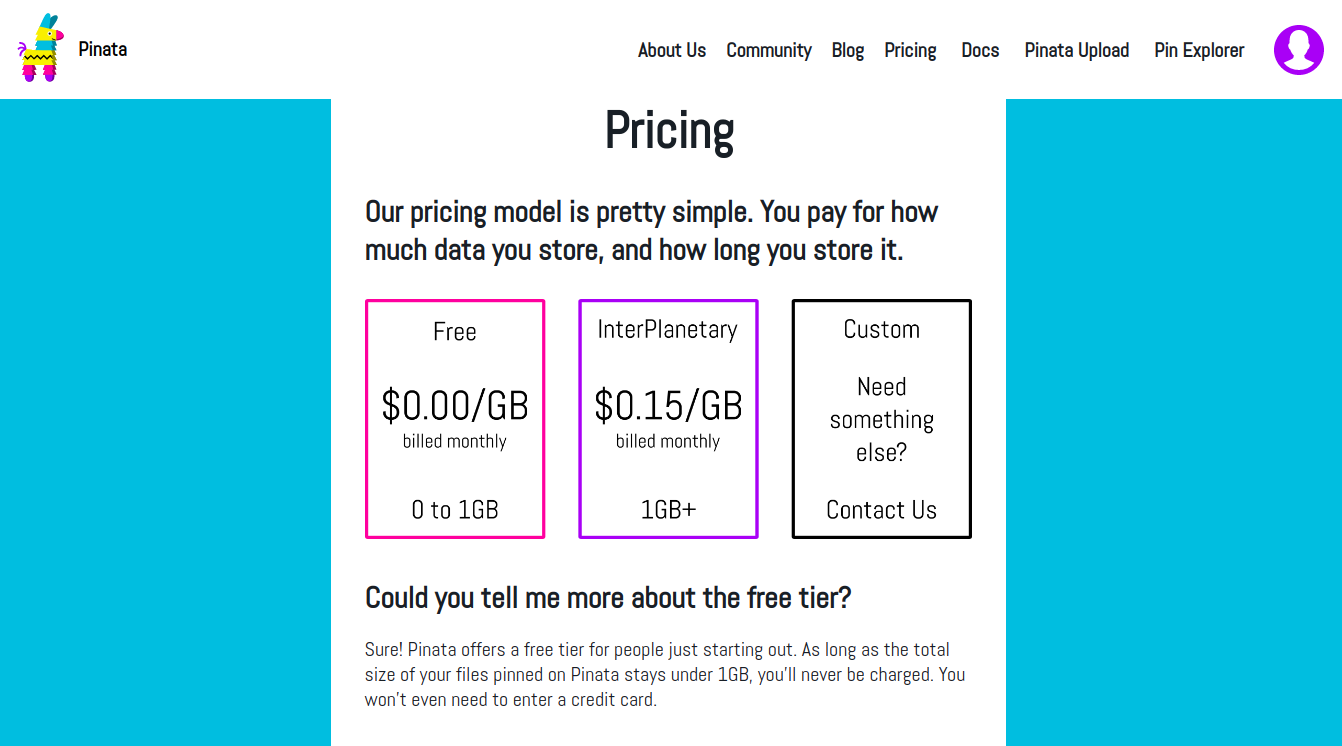 Pinata
About Us Community Blog Pricing Docs Pinata Upload Pin Explorer
Pricing
Our pricing model is pretty simple. You pay for how
much data you store, and how long you store it.
Free
$0.00/GB
billed monthly
0 to 1GB
InterPlanetary
$0.15/GB
billed monthly
1GB+
Custom
Need
something
else?
Contact Us
Could you tell me more about the free tier?
Sure! Pinata offers a free tier for people just starting out. As long as the total
size of your files pinned on Pinata stays under 1GB, you'll never be charged. You
won't even need to enter a credit card.